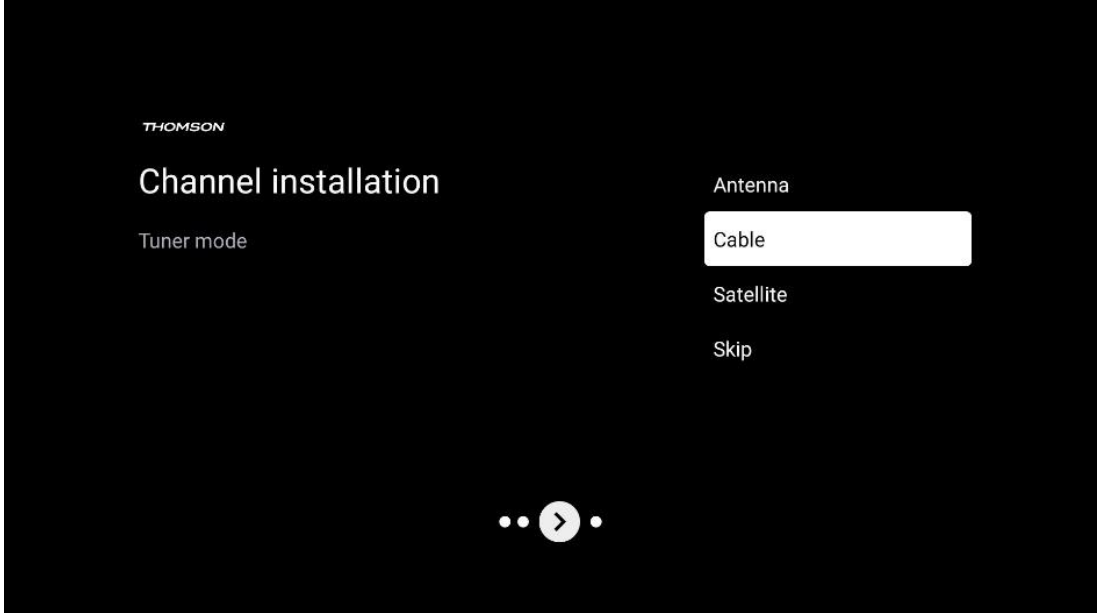 THOMSON
Channel installation
Tuner mode
Antenna
Cable
Satellite
Skip